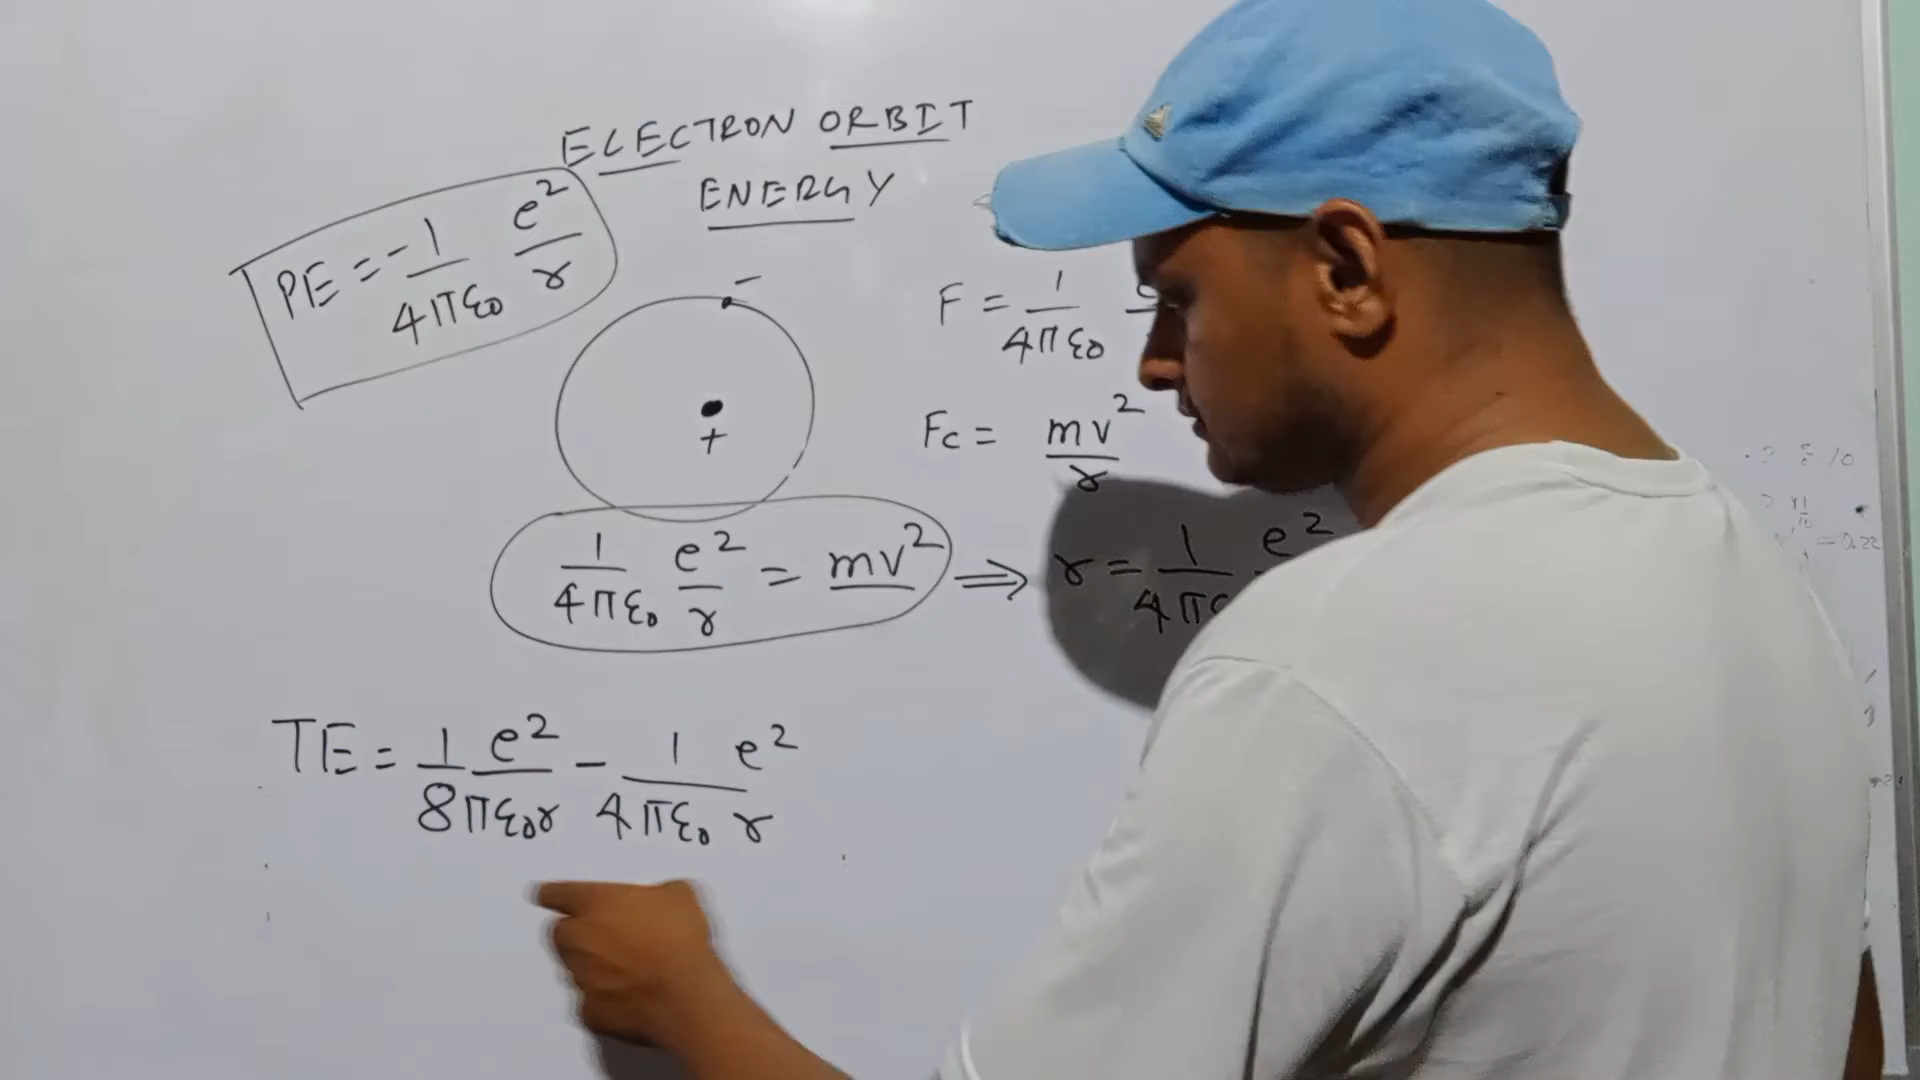 ELECTRON ORBIT
ENERGY
PE = -1/4πε0 e²/r
-
+
F = 1/4πε0
Fc = mv²/r
1/4πε0 e²/r = mv² ⇒ r = 1/4πε e²
TE = 1/8πε0r e² - 1/4πε0 e²/r